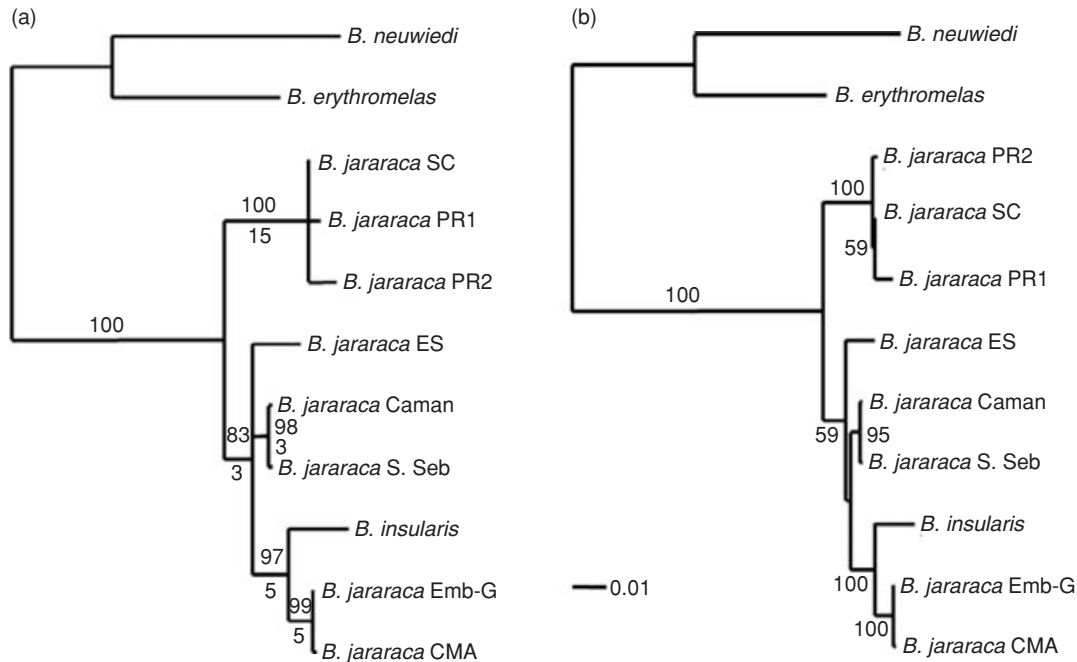 (a)
B. neuwiedi
B. erythromelas
B. jararaca SC
100
15
B. jararaca PR1
B. jararaca PR2
100
B. jararaca ES
B. jararaca Caman
83
98
3
3
B. jararaca S. Seb
B. insularis
97
5
B. jararaca Emb-G
99
5
B. jararaca CMA
(b)
B. neuwiedi
B. erythromelas
B. jararaca PR2
100
B. jararaca SC
59
B. jararaca PR1
100
B. jararaca ES
B. jararaca Caman
59
95
B. jararaca S. Seb
B. insularis
100
B. jararaca Emb-G
100
B. jararaca CMA
0.01